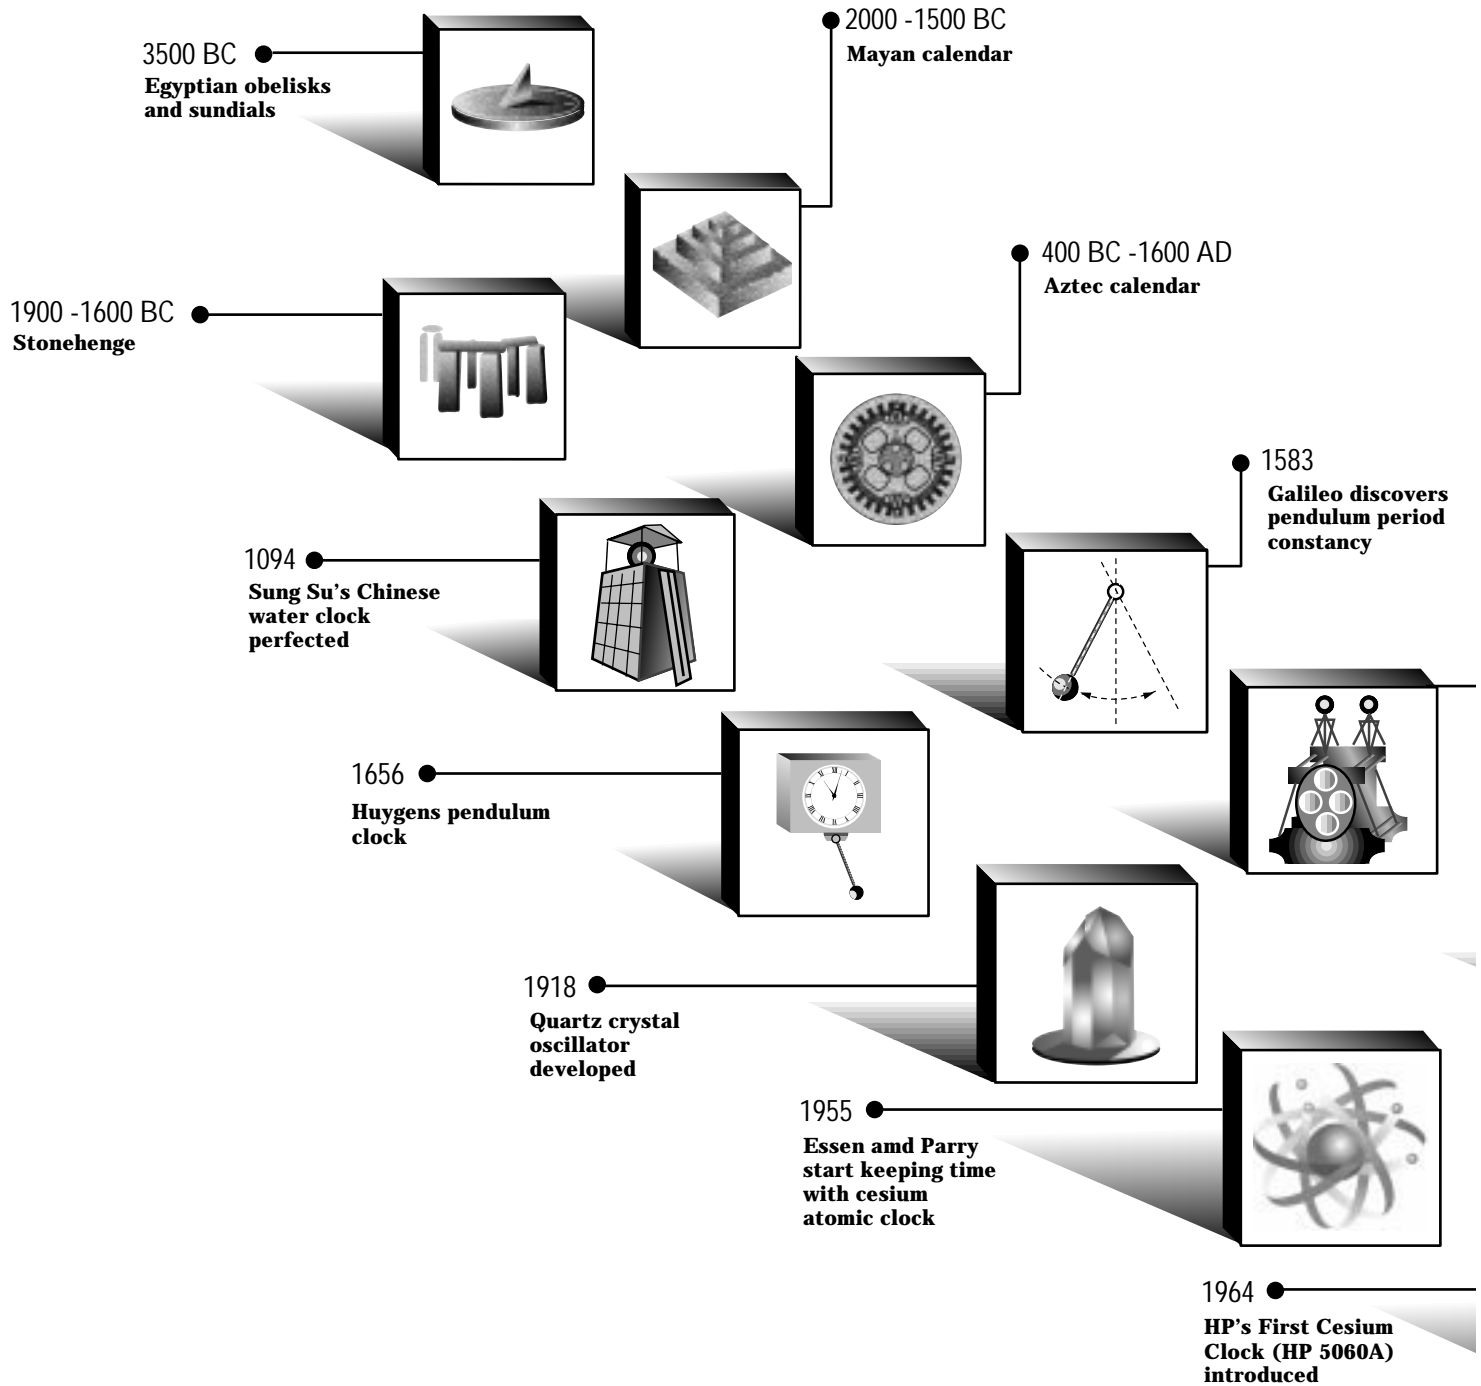 3500 BC
Egyptian obelisks
and sundials
2000 -1500 BC
Mayan calendar
1900 -1600 BC
Stonehenge
400 BC -1600 AD
Aztec calendar
1094
Sung Su's Chinese
water clock
perfected
1583
Galileo discovers
pendulum period
constancy
1656
Huygens pendulum
clock
1918
Quartz crystal
oscillator
developed
1955
Essen amd Parry
start keeping time
with cesium
atomic clock
1964
HP's First Cesium
Clock (HP 5060A)
introduced